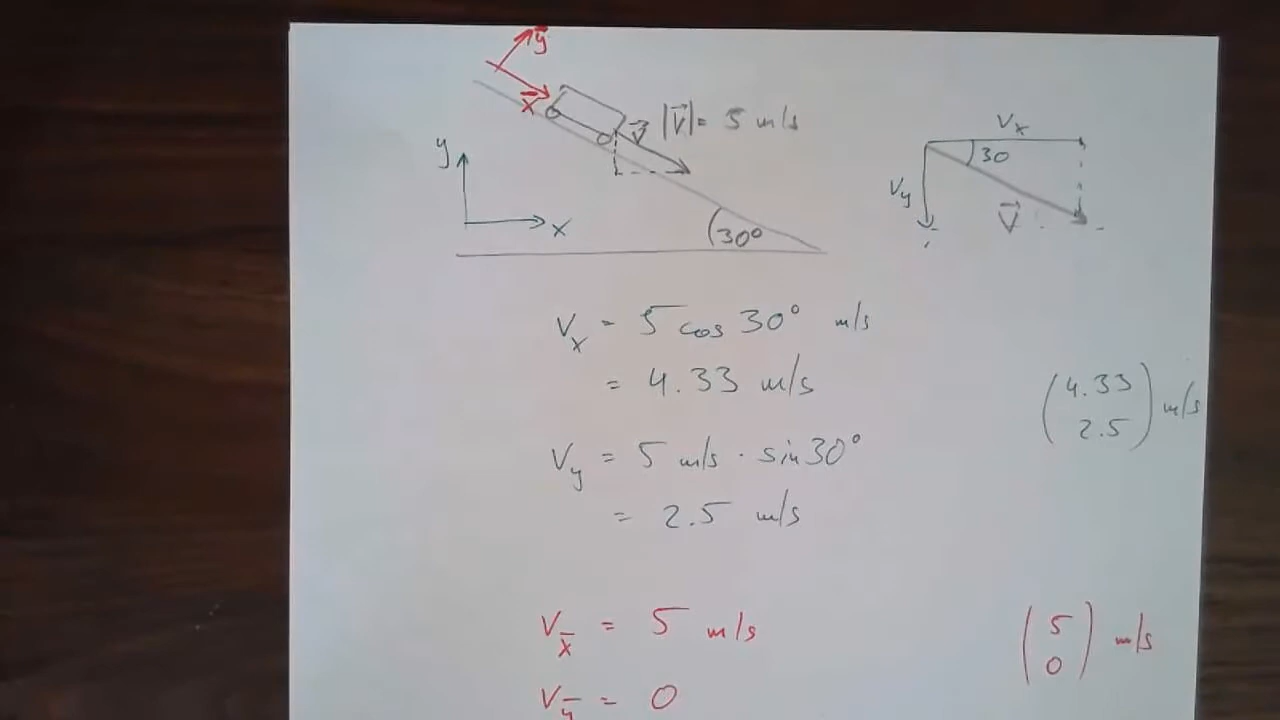 y̅
x̅
v⃗ |v⃗| = 5 m/s
y
x
30°
Vx
30
Vy
v⃗
Vx = 5 cos 30° m/s
= 4.33 m/s
(4.33
2.5) m/s
Vy = 5 m/s · sin 30°
= 2.5 m/s
Vx̅ = 5 m/s
(5
0) m/s
Vy̅ = 0